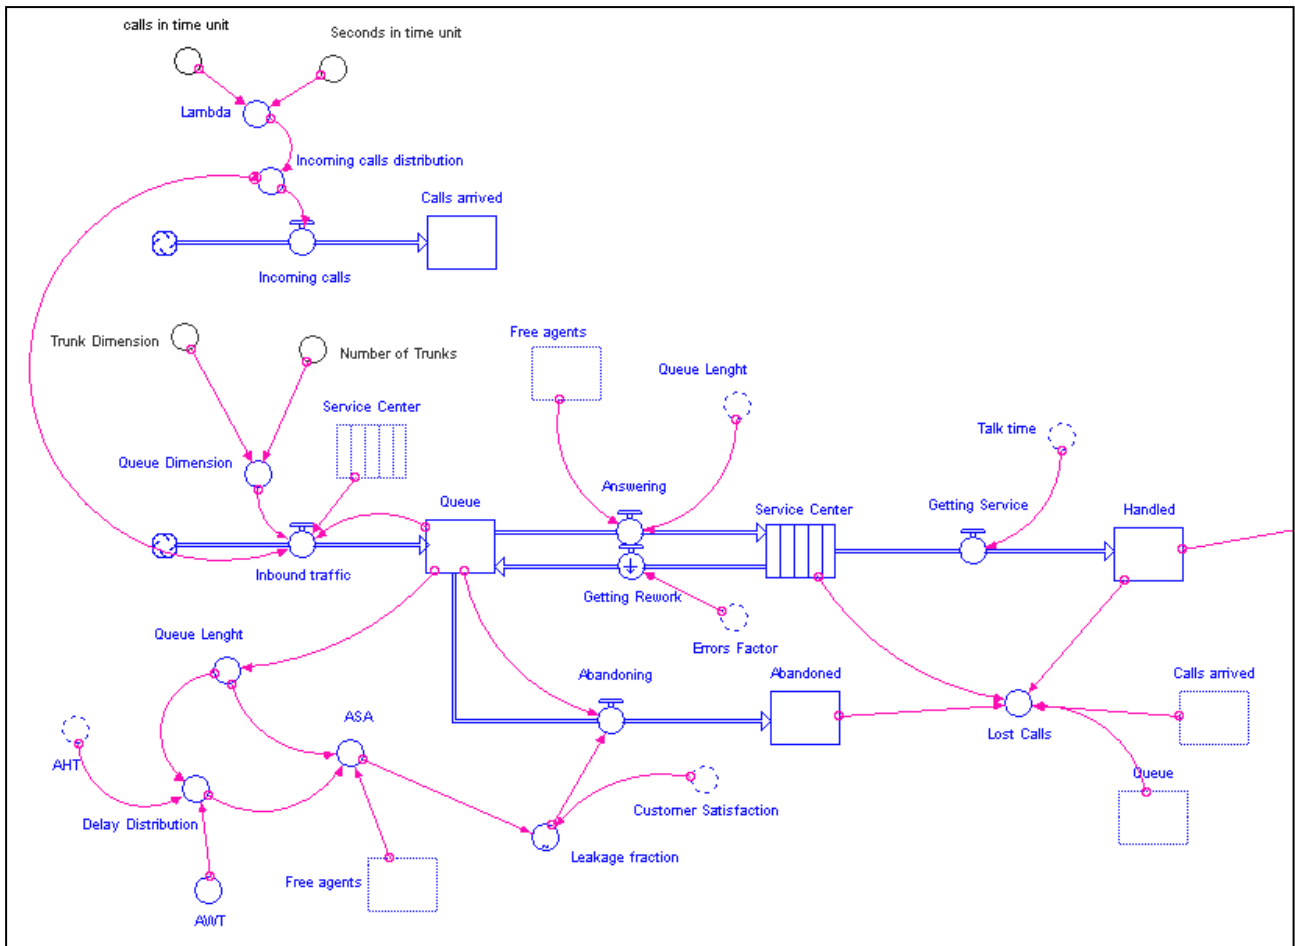 calls in time unit
Seconds in time unit
Lambda
Incoming calls distribution
Calls arrived
Incoming calls
Trunk Dimension
Number of Trunks
Free agents
Queue Lenght
Service Center
Talk time
Queue Dimension
Answering
Queue
Service Center
Getting Service
Handled
Inbound traffic
Getting Rework
Queue Lenght
Errors Factor
Abandoning
Abandoned
Calls arrived
ASA
Lost Calls
AHT
Queue
Customer Satisfaction
Delay Distribution
Leakage fraction
Free agents
AWT